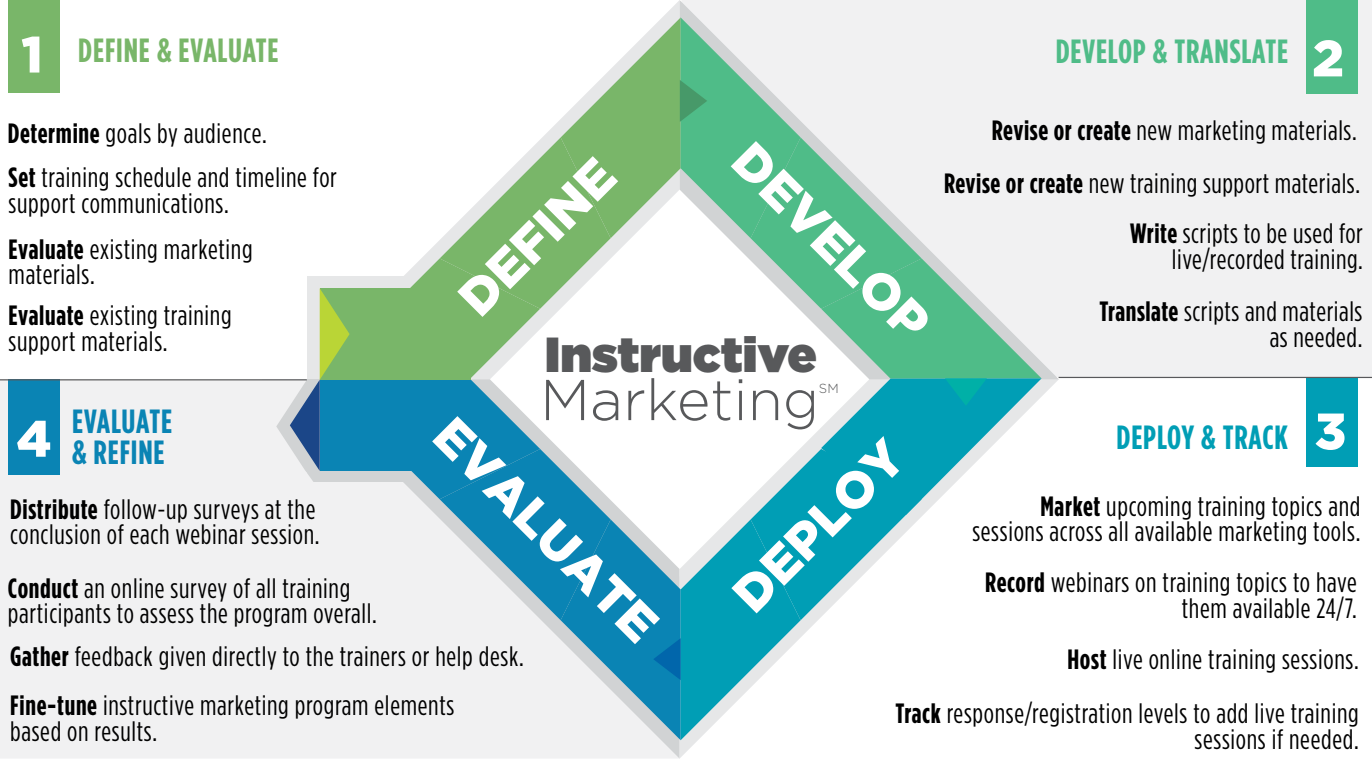 1
DEFINE & EVALUATE
Determine goals by audience.
Set training schedule and timeline for
support communications.
Evaluate existing marketing
materials.
Evaluate existing training
support materials.
DEVELOP & TRANSLATE
2
Revise or create new marketing materials.
Revise or create new training support materials.
Write scripts to be used for
live/recorded training.
Translate scripts and materials
as needed.
DEFINE
DEVELOP
Instructive
Marketing℠
EVALUATE
DEPLOY
DEPLOY & TRACK
3
Market upcoming training topics and
sessions across all available marketing tools.
Record webinars on training topics to have
them available 24/7.
Host live online training sessions.
Track response/registration levels to add live training
sessions if needed.
4
EVALUATE
& REFINE
Distribute follow-up surveys at the
conclusion of each webinar session.
Conduct an online survey of all training
participants to assess the program overall.
Gather feedback given directly to the trainers or help desk.
Fine-tune instructive marketing program elements
based on results.